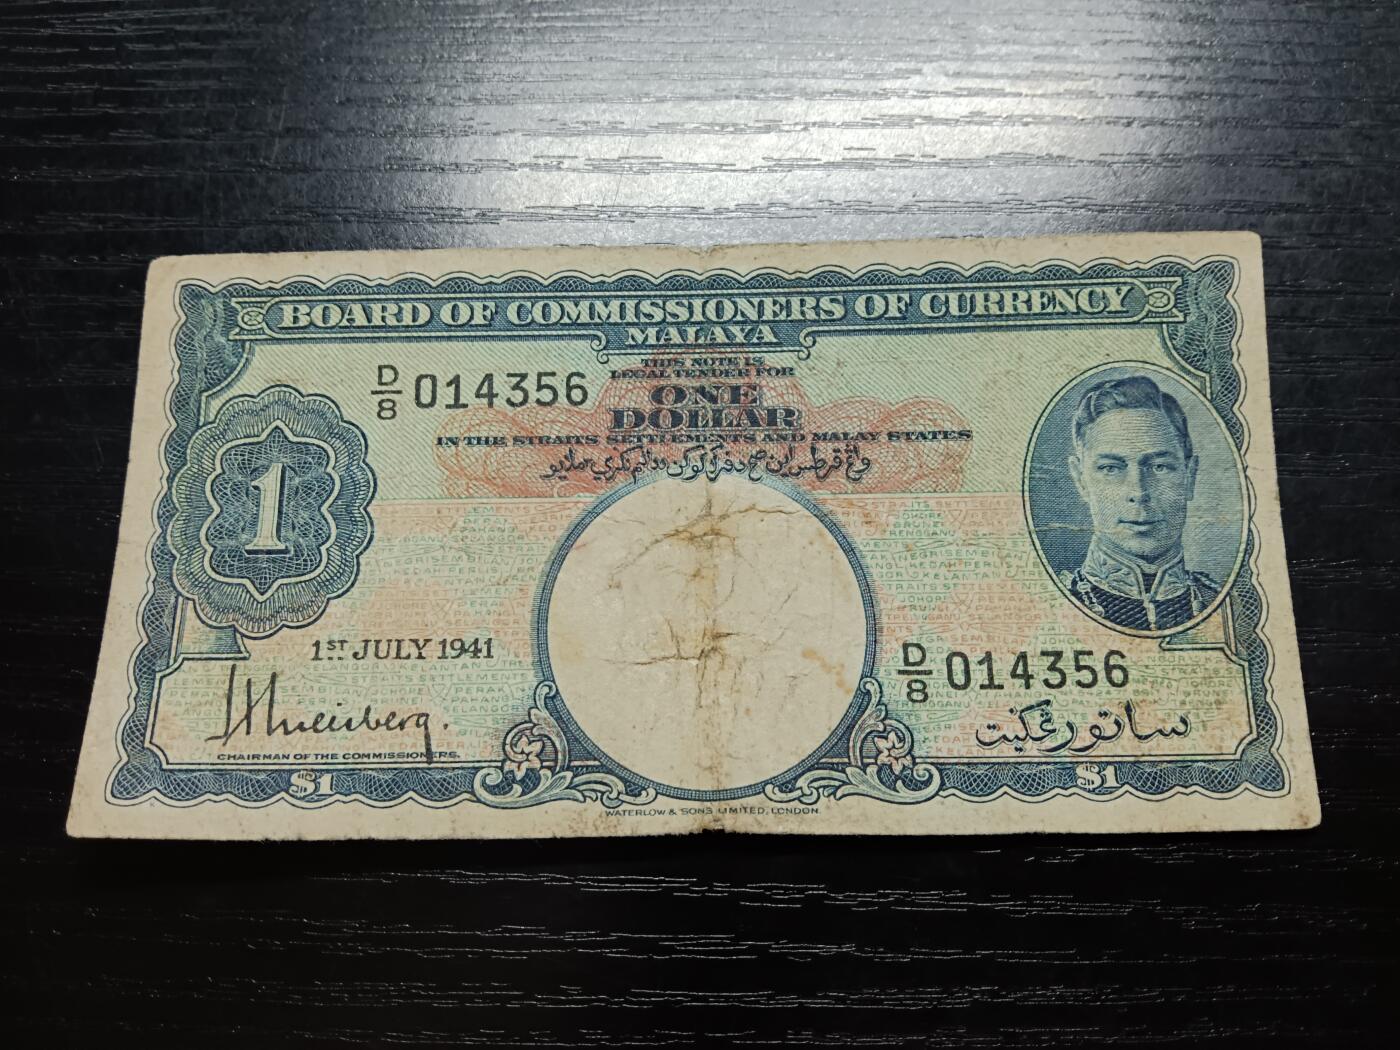 BOARD OF COMMISSIONERS OF CURRENCY
MALAYA
THIS NOTE IS
LEGAL TENDER FOR
ONE
DOLLAR
IN THE STRAITS SETTLEMENTS AND MALAY STATES
D/8 014356
1
1ST JULY 1941
CHAIRMAN OF THE COMMISSIONERS.
D/8 014356
ساتو رڠݢيت
$1
$1
WATERLOW & SONS LIMITED, LONDON.